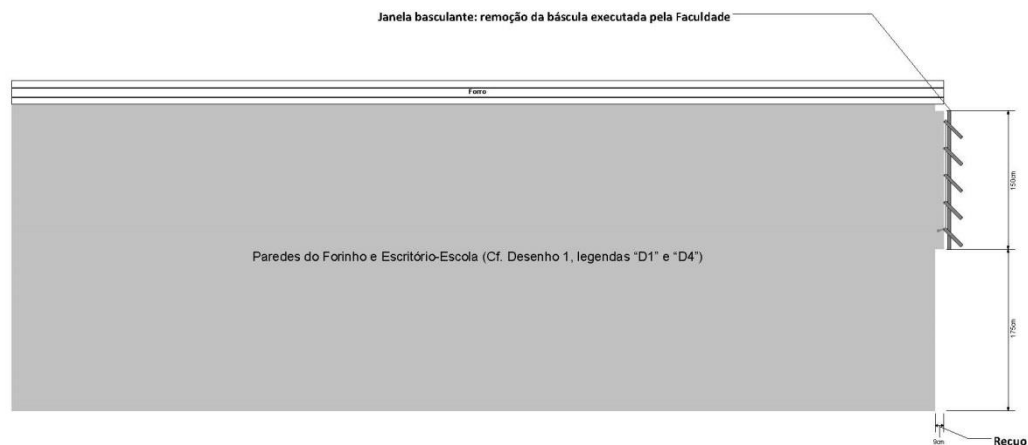 Janela basculante: remoção da báscula executada pela Faculdade
Forro
150cm
Paredes do Forinho e Escritório-Escola (Cf. Desenho 1, legendas “D1” e “D4”)
175cm
9cm
Recuo